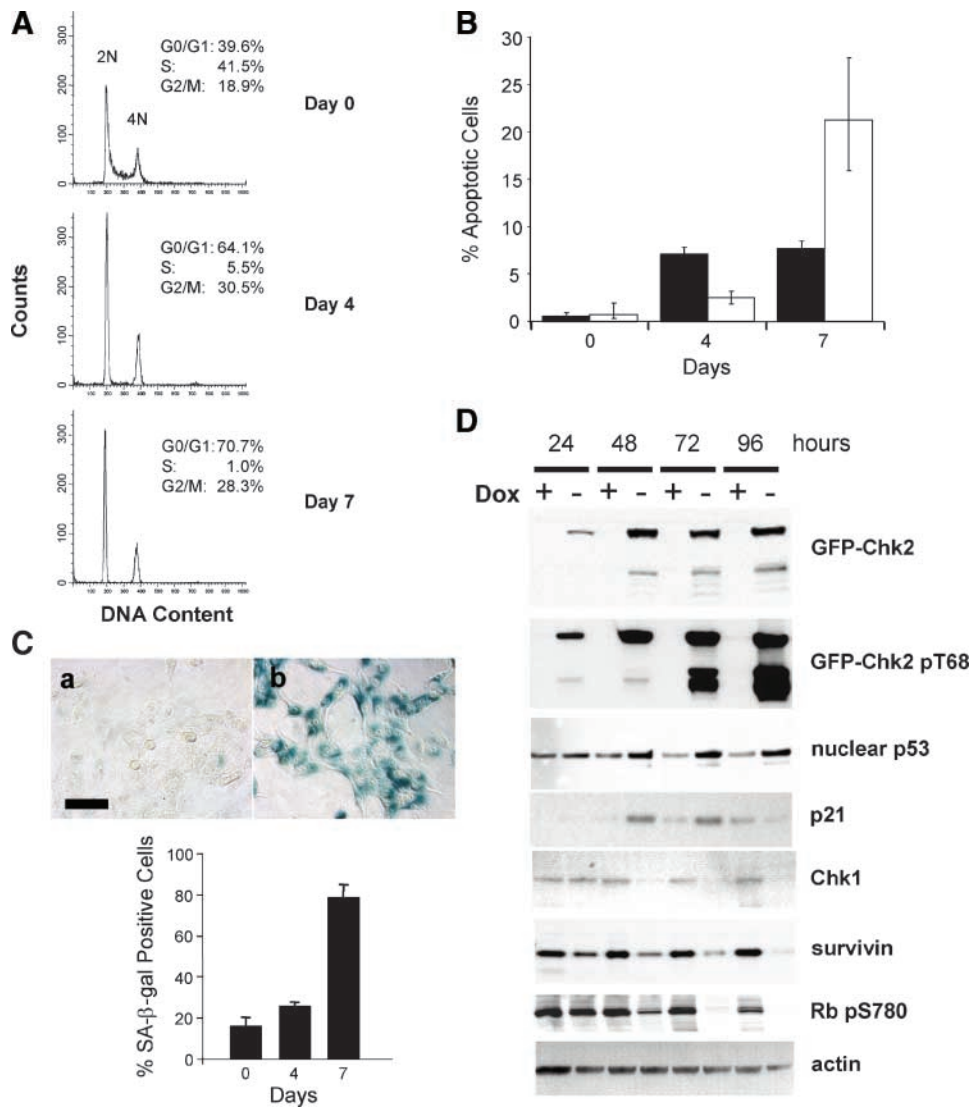 A
300
200
100
0
2N
4N
G0/G1: 39.6%
S: 41.5%
G2/M: 18.9%
Day 0
300
200
100
0
G0/G1: 64.1%
S: 5.5%
G2/M: 30.5%
Day 4
300
200
100
0
G0/G1: 70.7%
S: 1.0%
G2/M: 28.3%
Day 7
Counts
DNA Content
B
% Apoptotic Cells
30
25
20
15
10
5
0
0 4 7
Days
C
a
b
% SA-β-gal Positive Cells
100
80
60
40
20
0
0 4 7
Days
D
24 48 72 96 hours
Dox + - + - + - + -
GFP-Chk2
GFP-Chk2 pT68
nuclear p53
p21
Chk1
survivin
Rb pS780
actin